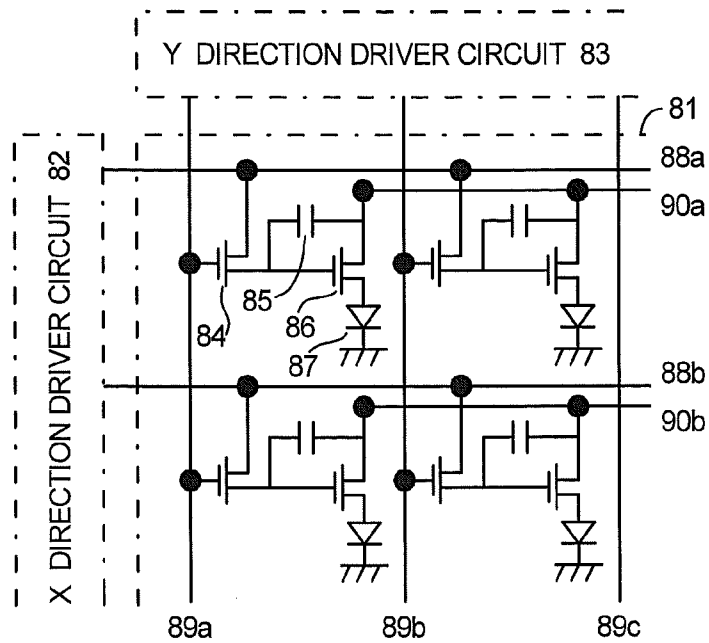 Y DIRECTION DRIVER CIRCUIT 83
81
X DIRECTION DRIVER CIRCUIT 82
88a
90a
85
84
86
87
88b
90b
89a
89b
89c